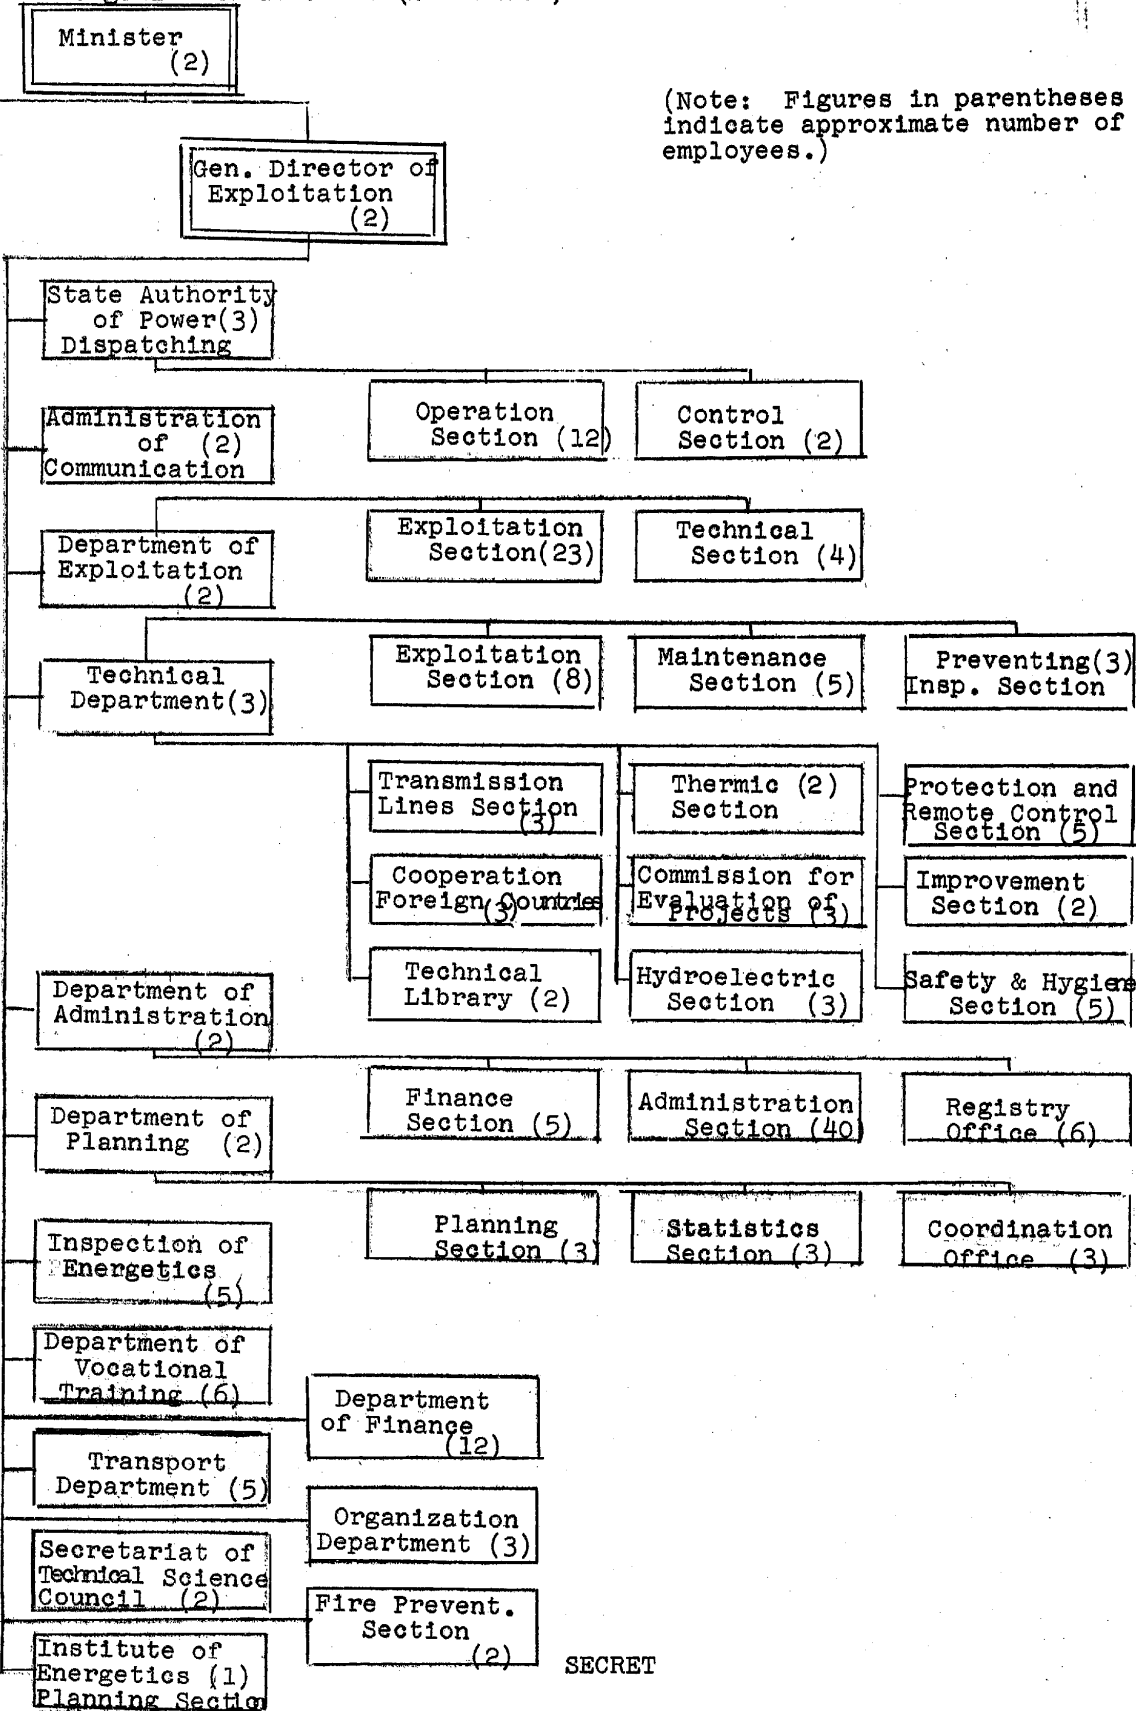 Minister
(2)
(Note: Figures in parentheses
indicate approximate number of
employees.)
Gen. Director of
Exploitation
(2)
State Authority
of Power(3)
Dispatching
Operation
Section (12)
Control
Section (2)
Administration
of (2)
Communication
Exploitation
Section(23)
Technical
Section (4)
Department of
Exploitation
(2)
Exploitation
Section (8)
Maintenance
Section (5)
Preventing(3)
Insp. Section
Technical
Department(3)
Transmission
Lines Section
(3)
Thermic (2)
Section
Protection and
Remote Control
Section (5)
Cooperation
Foreign Countries
(3)
Commission for
Evaluation of
Projects (3)
Improvement
Section (2)
Technical
Library (2)
Hydroelectric
Section (3)
Safety & Hygiene
Section (5)
Department of
Administration
(2)
Finance
Section (5)
Administration
Section (40)
Registry
Office (6)
Department of
Planning (2)
Planning
Section (3)
Statistics
Section (3)
Coordination
Office (3)
Inspection of
Energetics
(5)
Department of
Vocational
Training (6)
Department
of Finance
(12)
Transport
Department (5)
Organization
Department (3)
Secretariat of
Technical Science
Council (2)
Fire Prevent.
Section
(2)
Institute of
Energetics (1)
Planning Section
SECRET